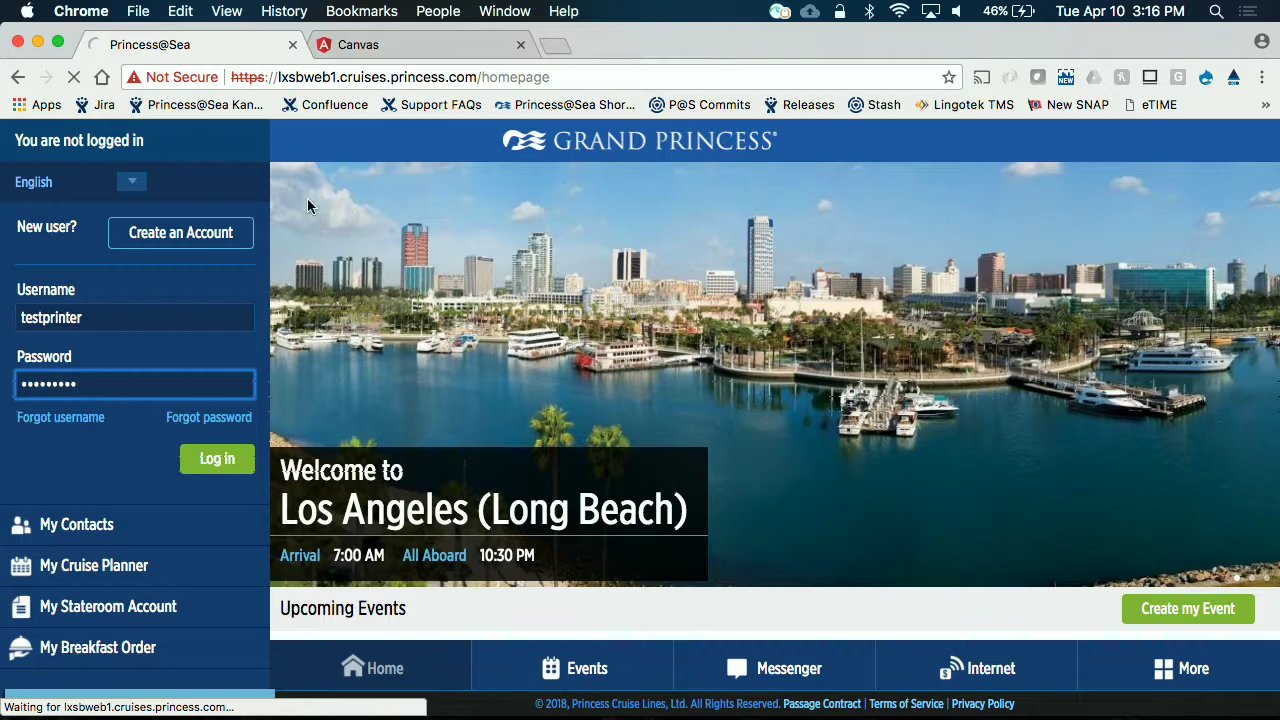 Chrome File Edit View History Bookmarks People Window Help 46% Tue Apr 10 3:16 PM
Princess@Sea Canvas
Not Secure https://lxsbweb1.cruises.princess.com/homepage NEW G
Apps Jira Princess@Sea Kan... Confluence Support FAQs Princess@Sea Shor... P@S Commits Releases Stash Lingotek TMS New SNAP eTIME »
You are not logged in
GRAND PRINCESS®
English
New user? Create an Account
Username
testprinter
Password
•••••••••
Forgot username Forgot password
Log in
Welcome to
Los Angeles (Long Beach)
Arrival 7:00 AM All Aboard 10:30 PM
My Contacts
My Cruise Planner
My Stateroom Account
My Breakfast Order
Upcoming Events Create my Event
Home Events Messenger Internet More
© 2018, Princess Cruise Lines, Ltd. All Rights Reserved. Passage Contract | Terms of Service | Privacy Policy
Waiting for lxsbweb1.cruises.princess.com...